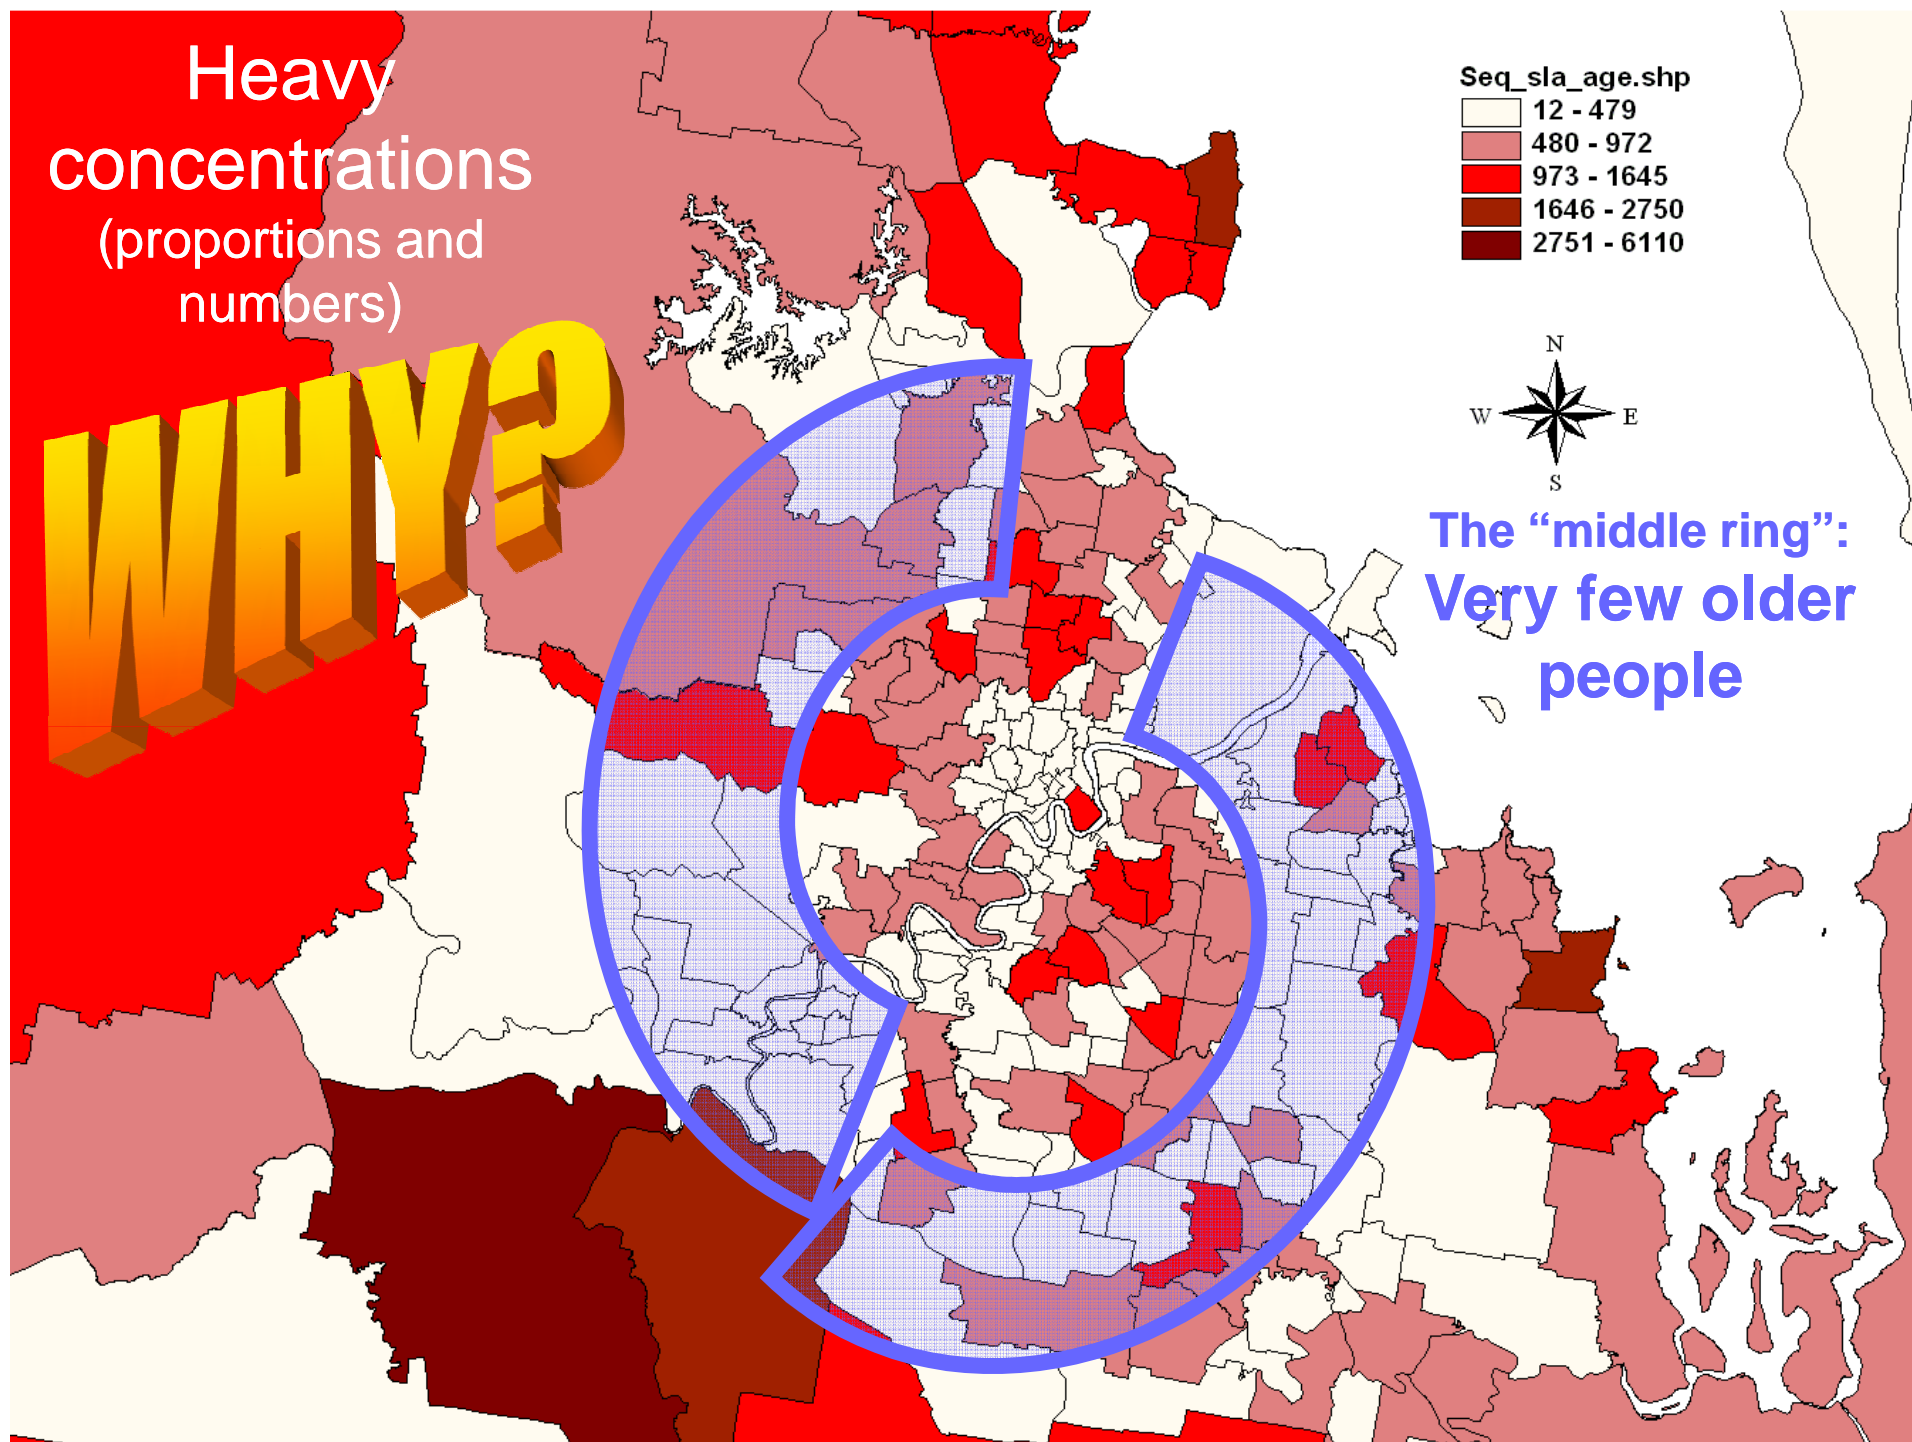 Heavy
concentrations
(proportions and
numbers)
WHY?
Seq_sla_age.shp
12 - 479
480 - 972
973 - 1645
1646 - 2750
2751 - 6110
N
W E
S
The “middle ring”:
Very few older
people